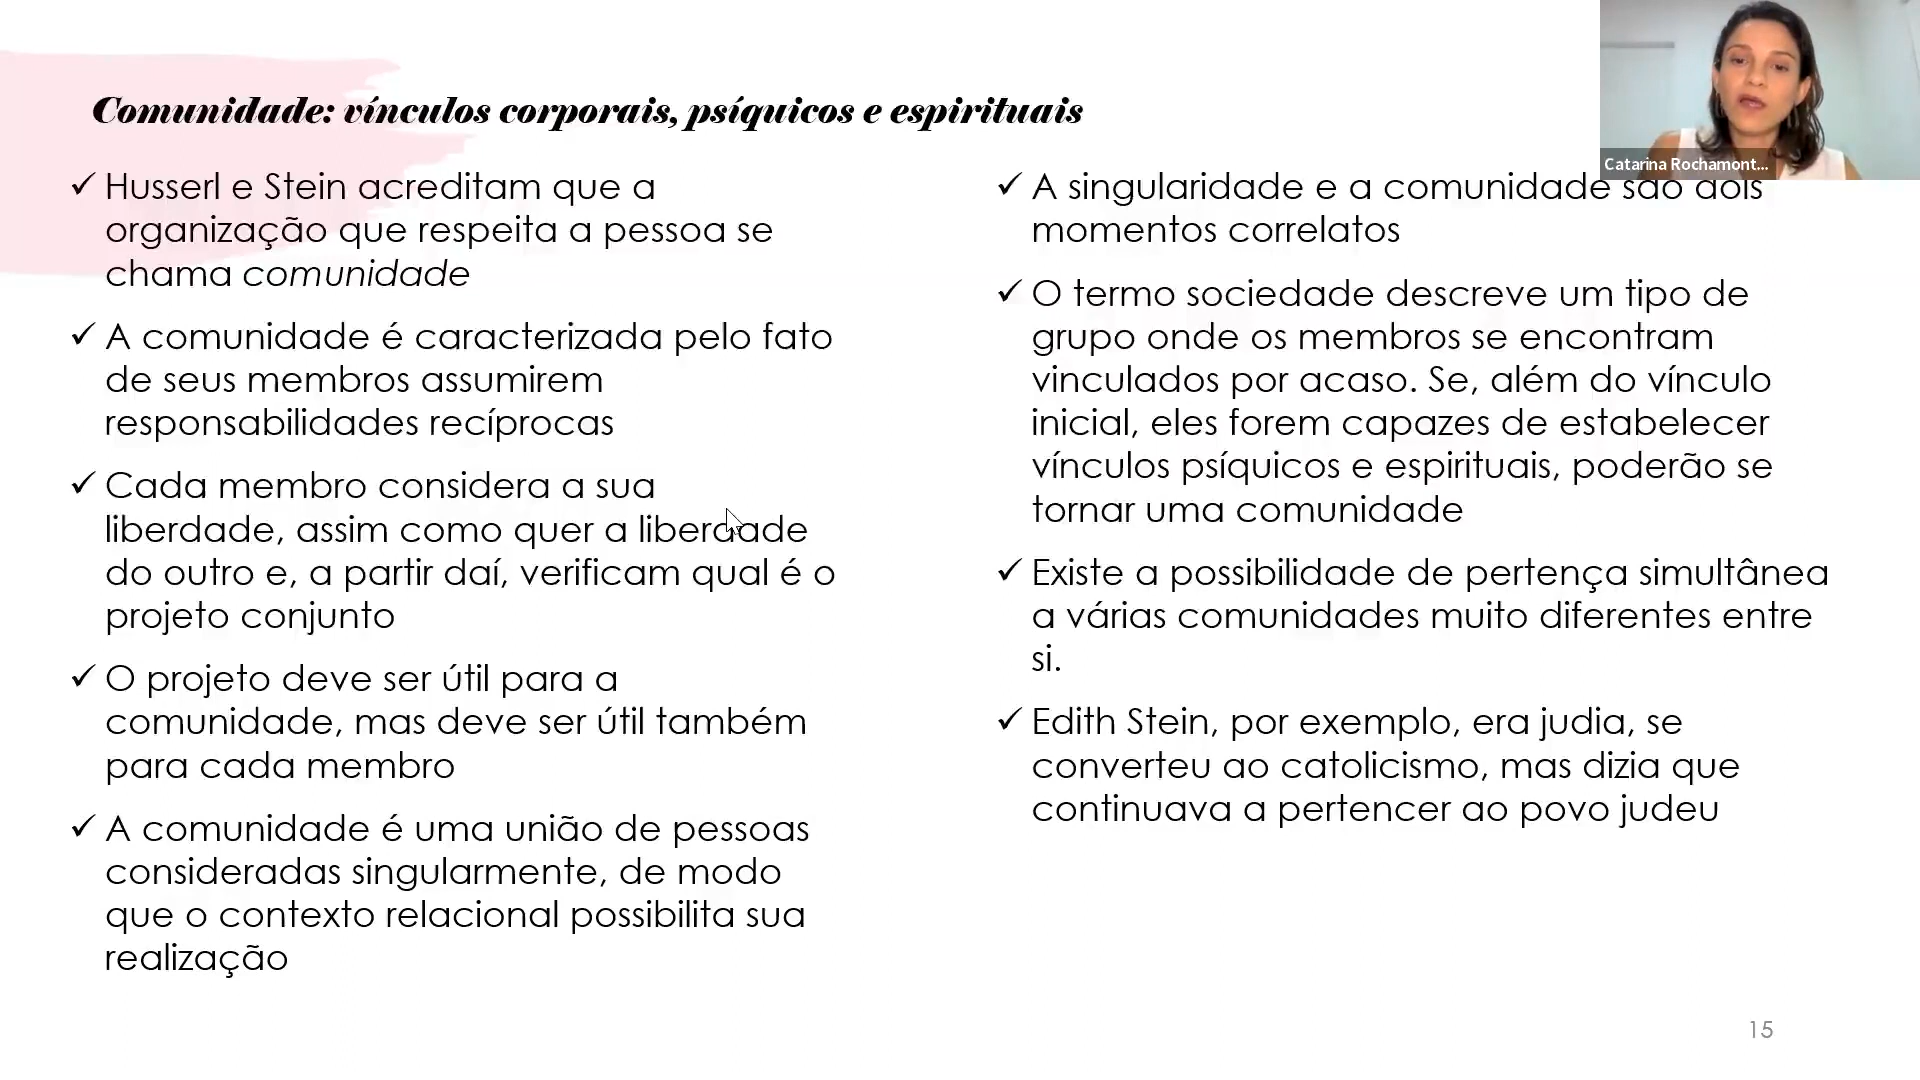 Comunidade: vínculos corporais, psíquicos e espirituais
✓ Husserl e Stein acreditam que a
organização que respeita a pessoa se
chama comunidade
✓ A comunidade é caracterizada pelo fato
de seus membros assumirem
responsabilidades recíprocas
✓ Cada membro considera a sua
liberdade, assim como quer a liberdade
do outro e, a partir daí, verificam qual é o
projeto conjunto
✓ O projeto deve ser útil para a
comunidade, mas deve ser útil também
para cada membro
✓ A comunidade é uma união de pessoas
consideradas singularmente, de modo
que o contexto relacional possibilita sua
realização
✓ A singularidade e a comunidade são dois
momentos correlatos
✓ O termo sociedade descreve um tipo de
grupo onde os membros se encontram
vinculados por acaso. Se, além do vínculo
inicial, eles forem capazes de estabelecer
vínculos psíquicos e espirituais, poderão se
tornar uma comunidade
✓ Existe a possibilidade de pertença simultânea
a várias comunidades muito diferentes entre
si.
✓ Edith Stein, por exemplo, era judia, se
converteu ao catolicismo, mas dizia que
continuava a pertencer ao povo judeu
Catarina Rochamont...
15